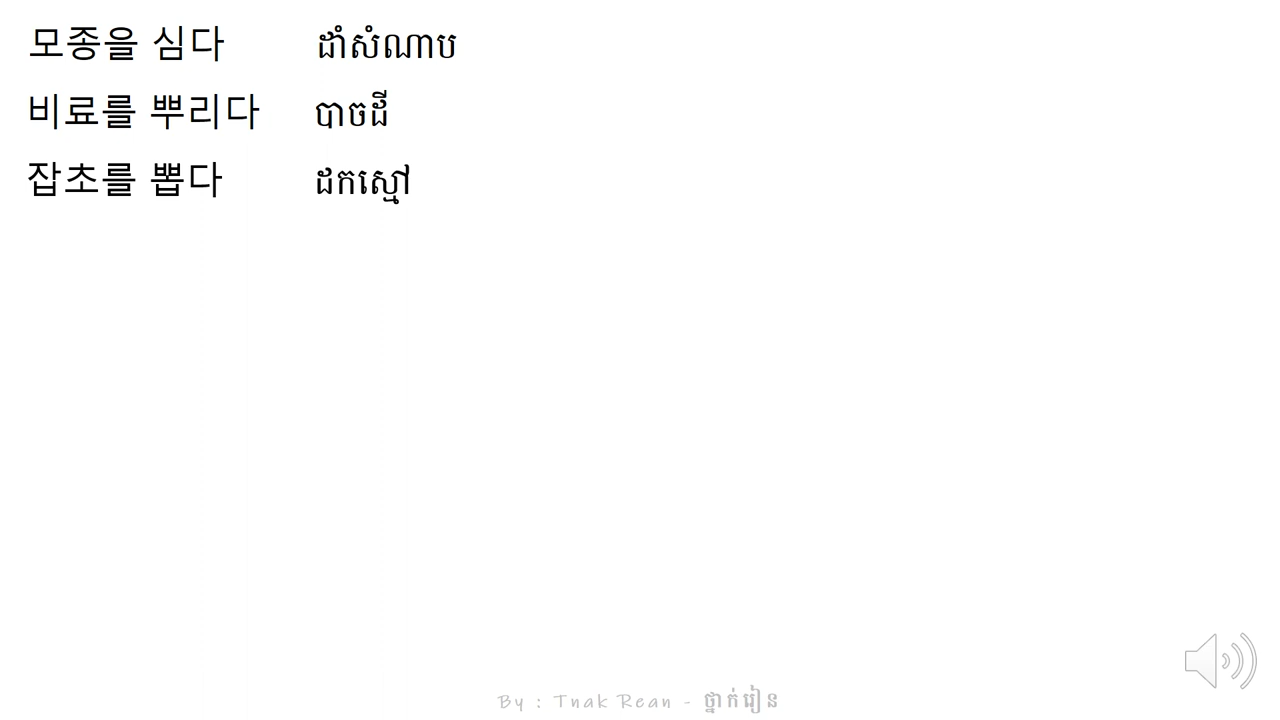 모종을 심다 ដាំសំណាប
비료를 뿌리다 បាចដី
잡초를 뽑다 ដកស្មៅ
By : Tnak Rean - ថ្នាក់រៀន